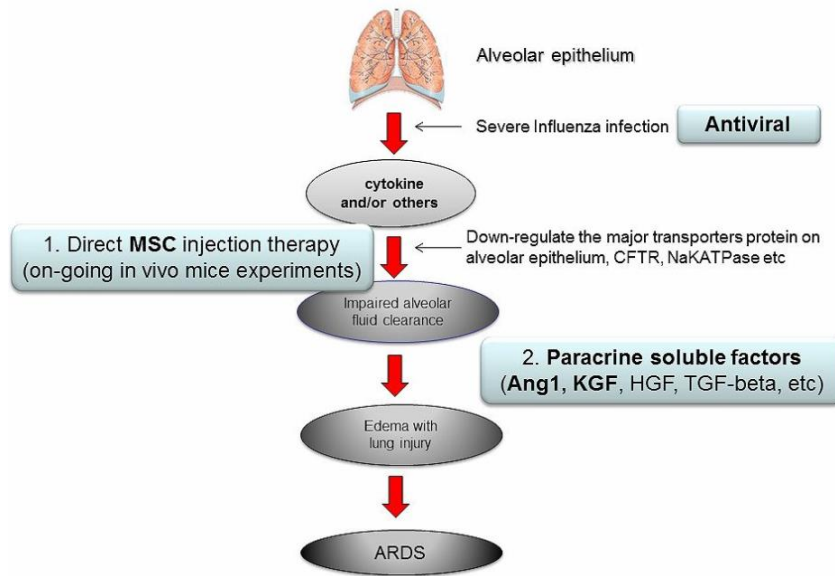 Alveolar epithelium
Severe Influenza infection
Antiviral
cytokine
and/or others
1. Direct MSC injection therapy
(on-going in vivo mice experiments)
Down-regulate the major transporters protein on
alveolar epithelium, CFTR, NaKATPase etc
Impaired alveolar
fluid clearance
2. Paracrine soluble factors
(Ang1, KGF, HGF, TGF-beta, etc)
Edema with
lung injury
ARDS